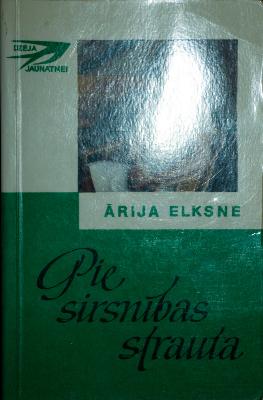 DZEJA
JAUNATNEI
ĀRIJA ELKSNE
Pie
sirsnības
strauta